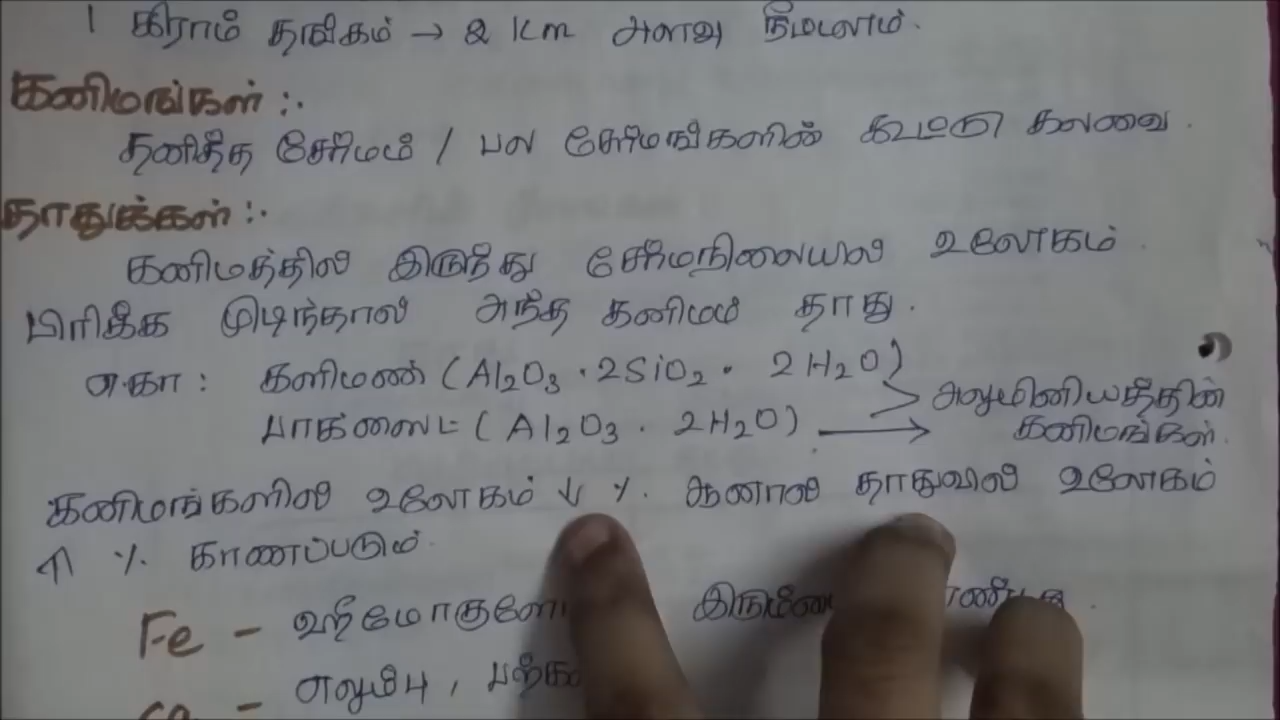 1 கிராம் தங்கம் → 2 Km அளவு நீட்டலாம்.
கனிமங்கள் :.
தனித்த சேர்மம் / பல சேர்மங்களின் கூட்டு கலவை .
தாதுக்கள் :.
கனிமத்தில் இருந்து சேர்மநிலையில் உலோகம்
பிரிக்க முடிந்தால் அந்த கனிமம் தாது .
எ.கா : களிமண் (Al₂O₃ . 2SiO₂ . 2H₂O)
பாக்ஸைட் (Al₂O₃ . 2H₂O) → அலுமினியத்தின்
கனிமங்கள்.
கனிமங்களில் உலோகம் ↓ %. ஆனால் தாதுவில் உலோகம்
↑ %. காணப்படும்.
Fe -
Ca - எலும்பு ,